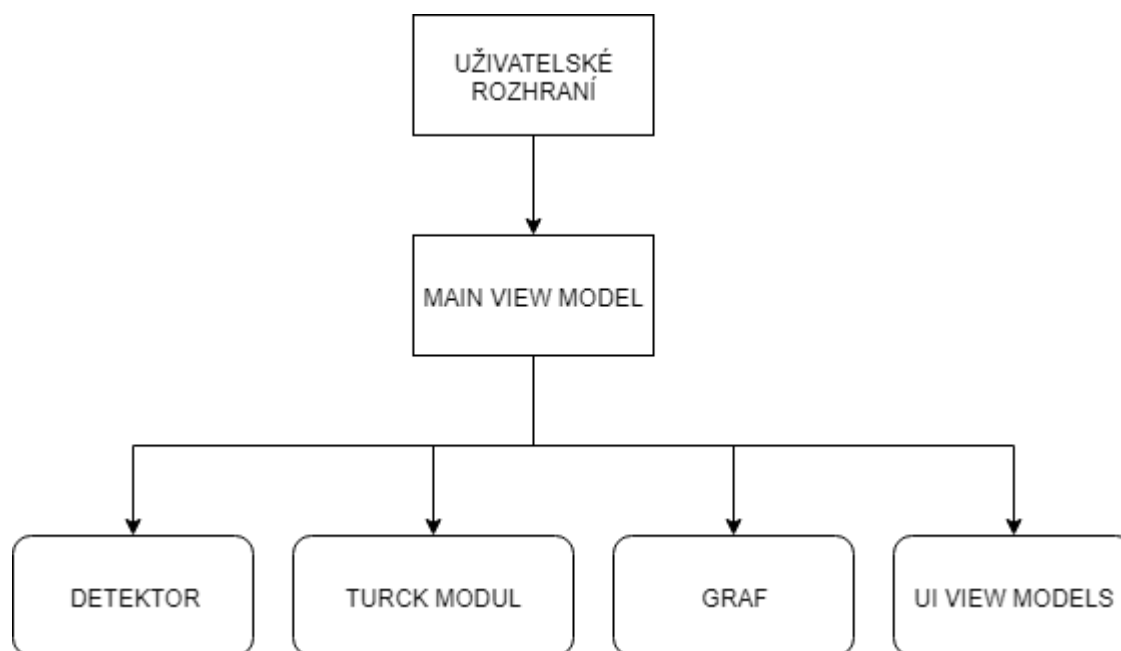 UŽIVATELSKÉ
ROZHRANÍ
MAIN VIEW MODEL
DETEKTOR
TURCK MODUL
GRAF
UI VIEW MODELS